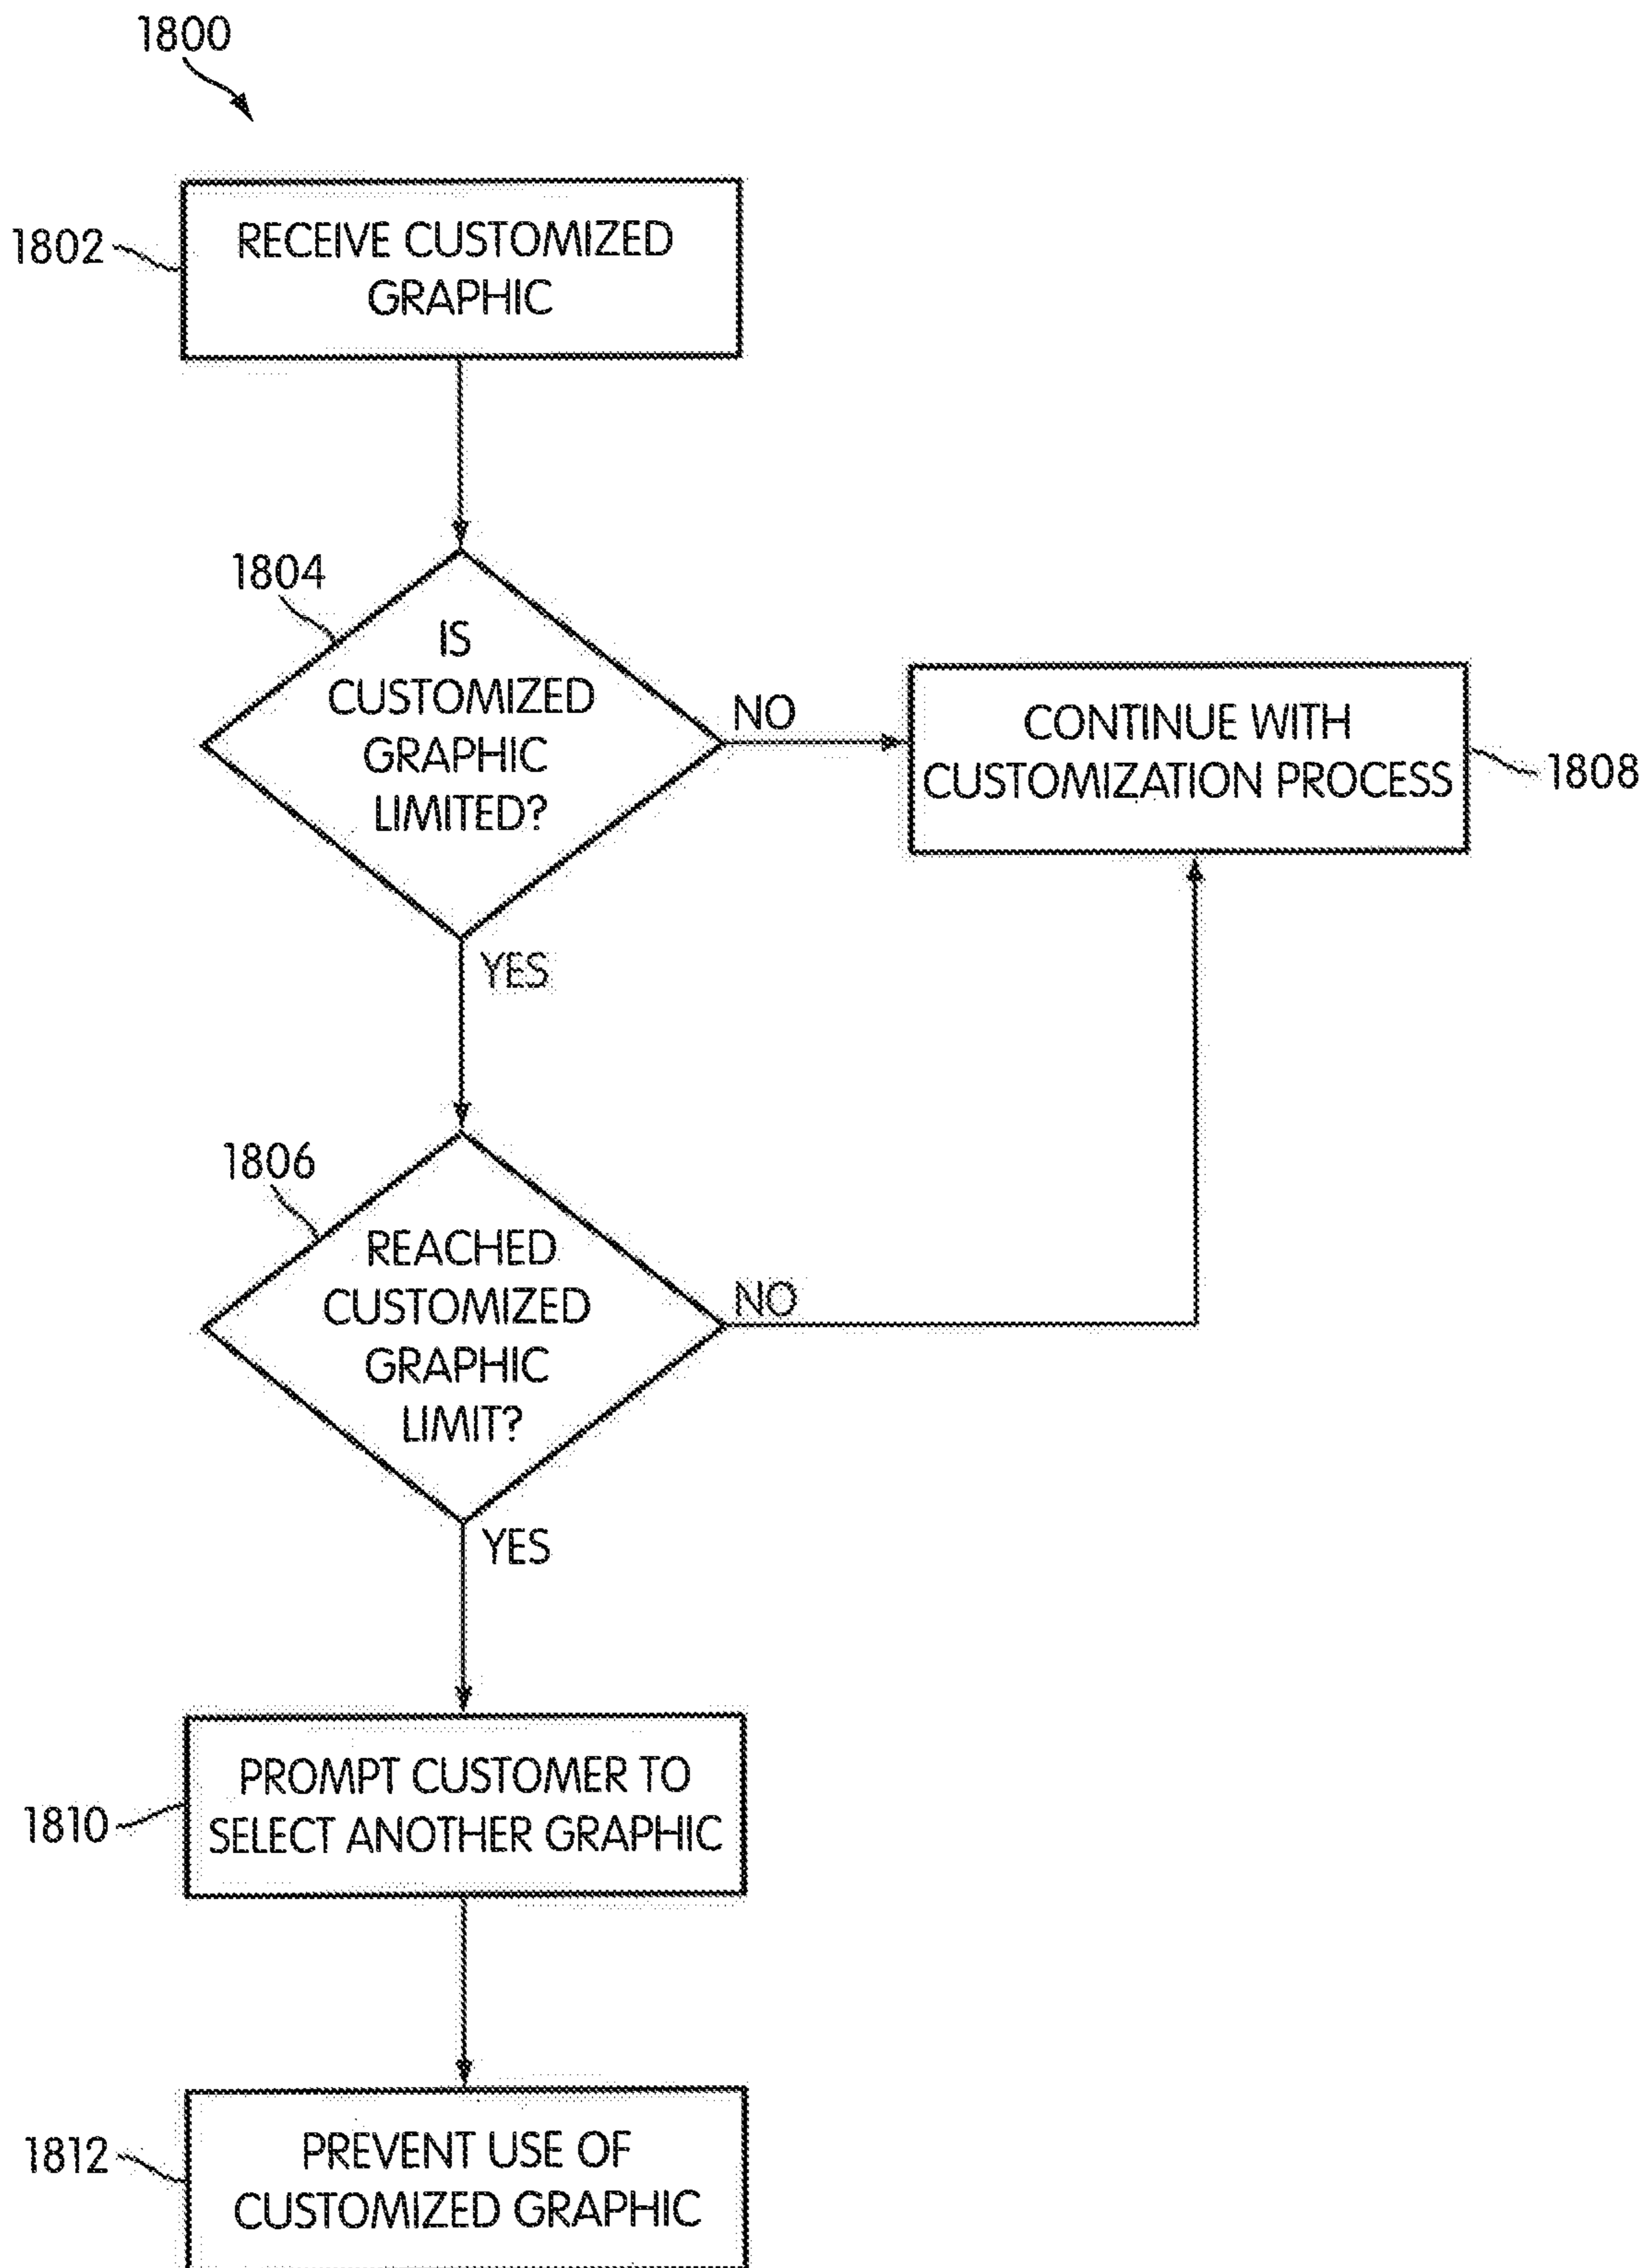 1800
1802
RECEIVE CUSTOMIZED
GRAPHIC
1804
IS
CUSTOMIZED
GRAPHIC
LIMITED?
NO
CONTINUE WITH
CUSTOMIZATION PROCESS
1808
YES
1806
REACHED
CUSTOMIZED
GRAPHIC
LIMIT?
NO
YES
1810
PROMPT CUSTOMER TO
SELECT ANOTHER GRAPHIC
1812
PREVENT USE OF
CUSTOMIZED GRAPHIC